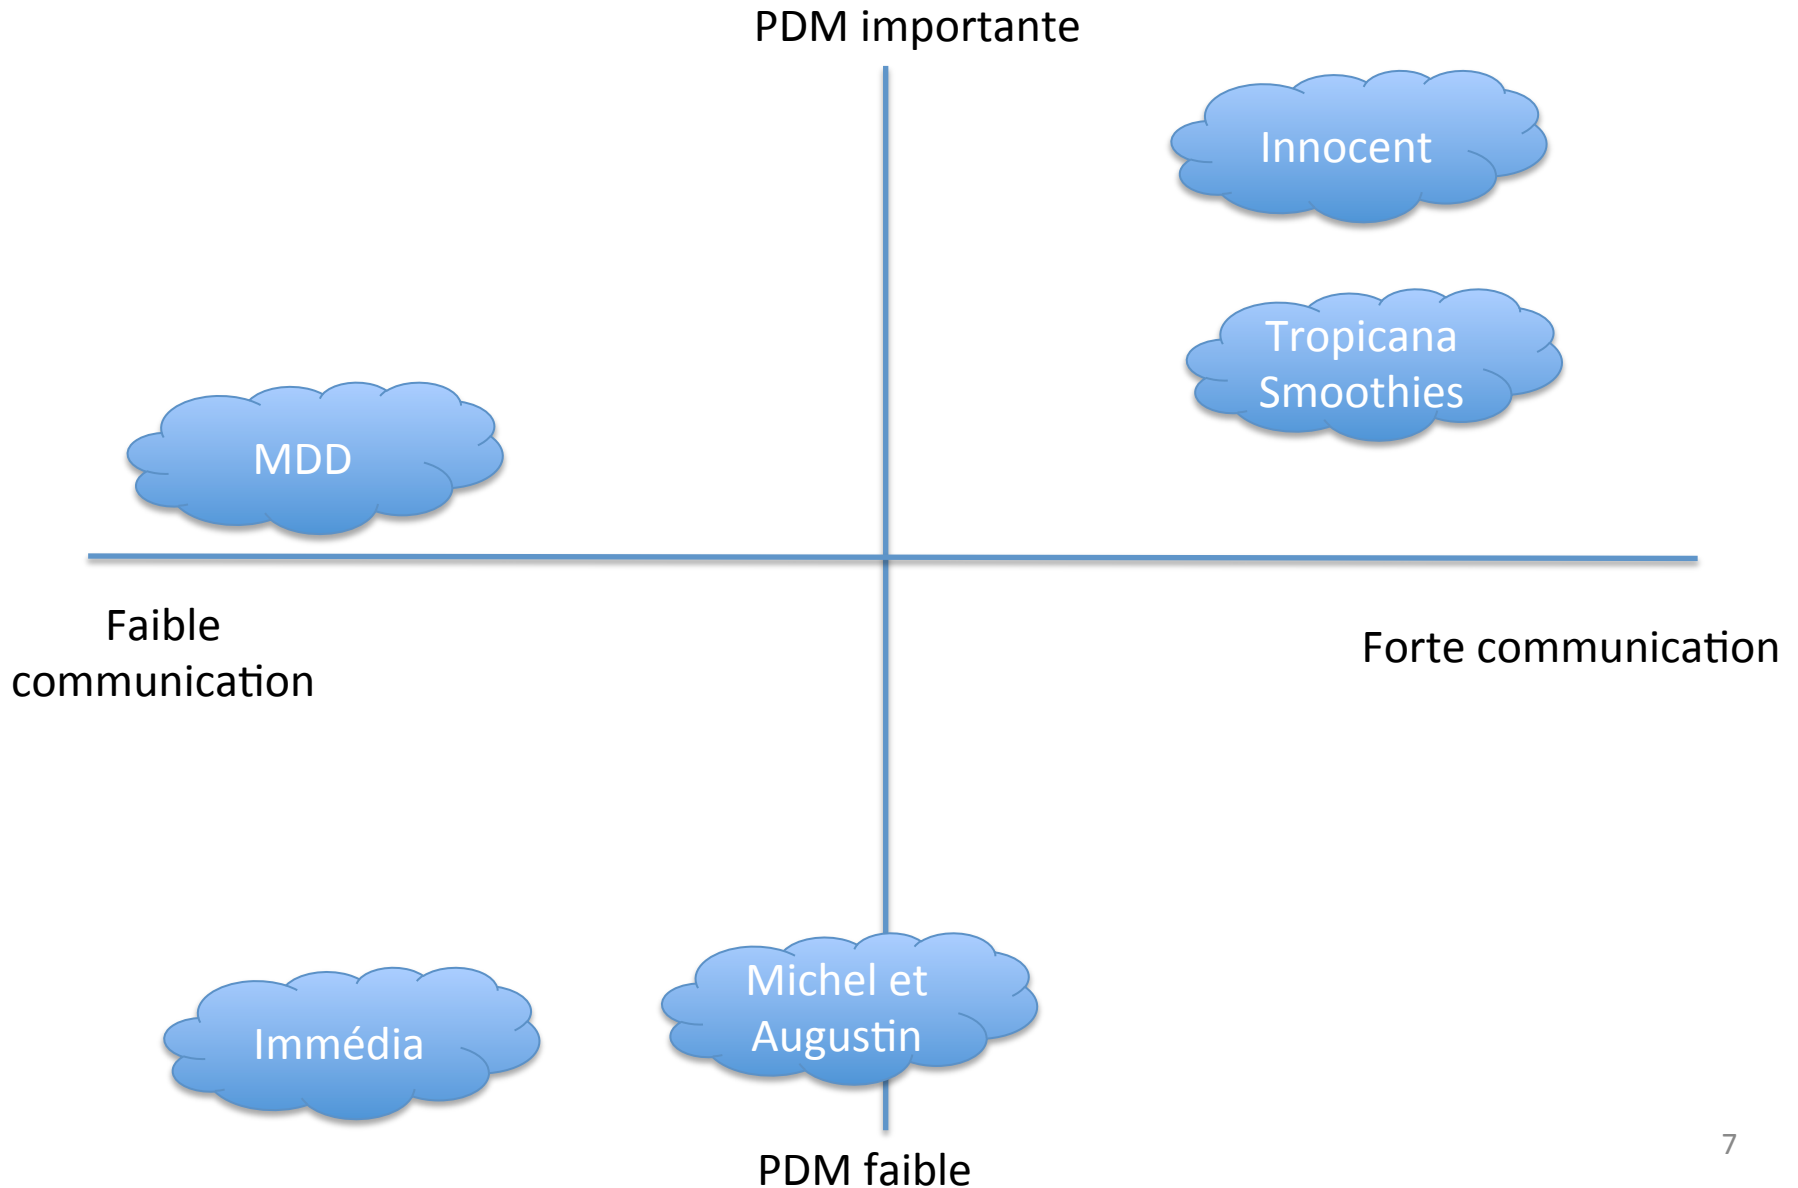 PDM importante
Innocent
Tropicana
Smoothies
MDD
Faible
communication
Forte communication
Michel et
Augustin
Immédia
PDM faible
7